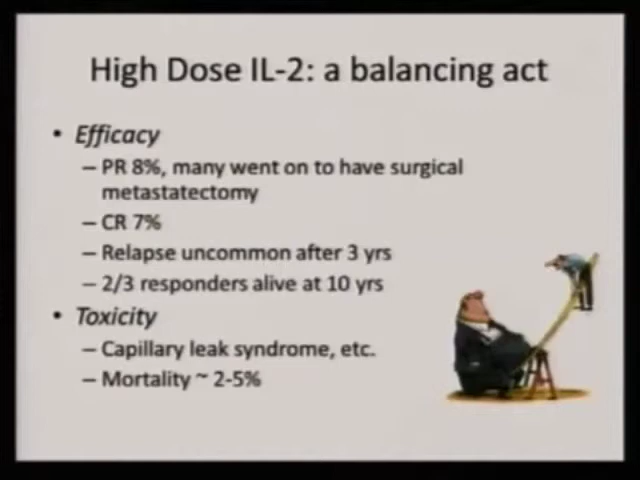 High Dose IL-2: a balancing act
• Efficacy
– PR 8%, many went on to have surgical
metastatectomy
– CR 7%
– Relapse uncommon after 3 yrs
– 2/3 responders alive at 10 yrs
• Toxicity
– Capillary leak syndrome, etc.
– Mortality ~ 2-5%